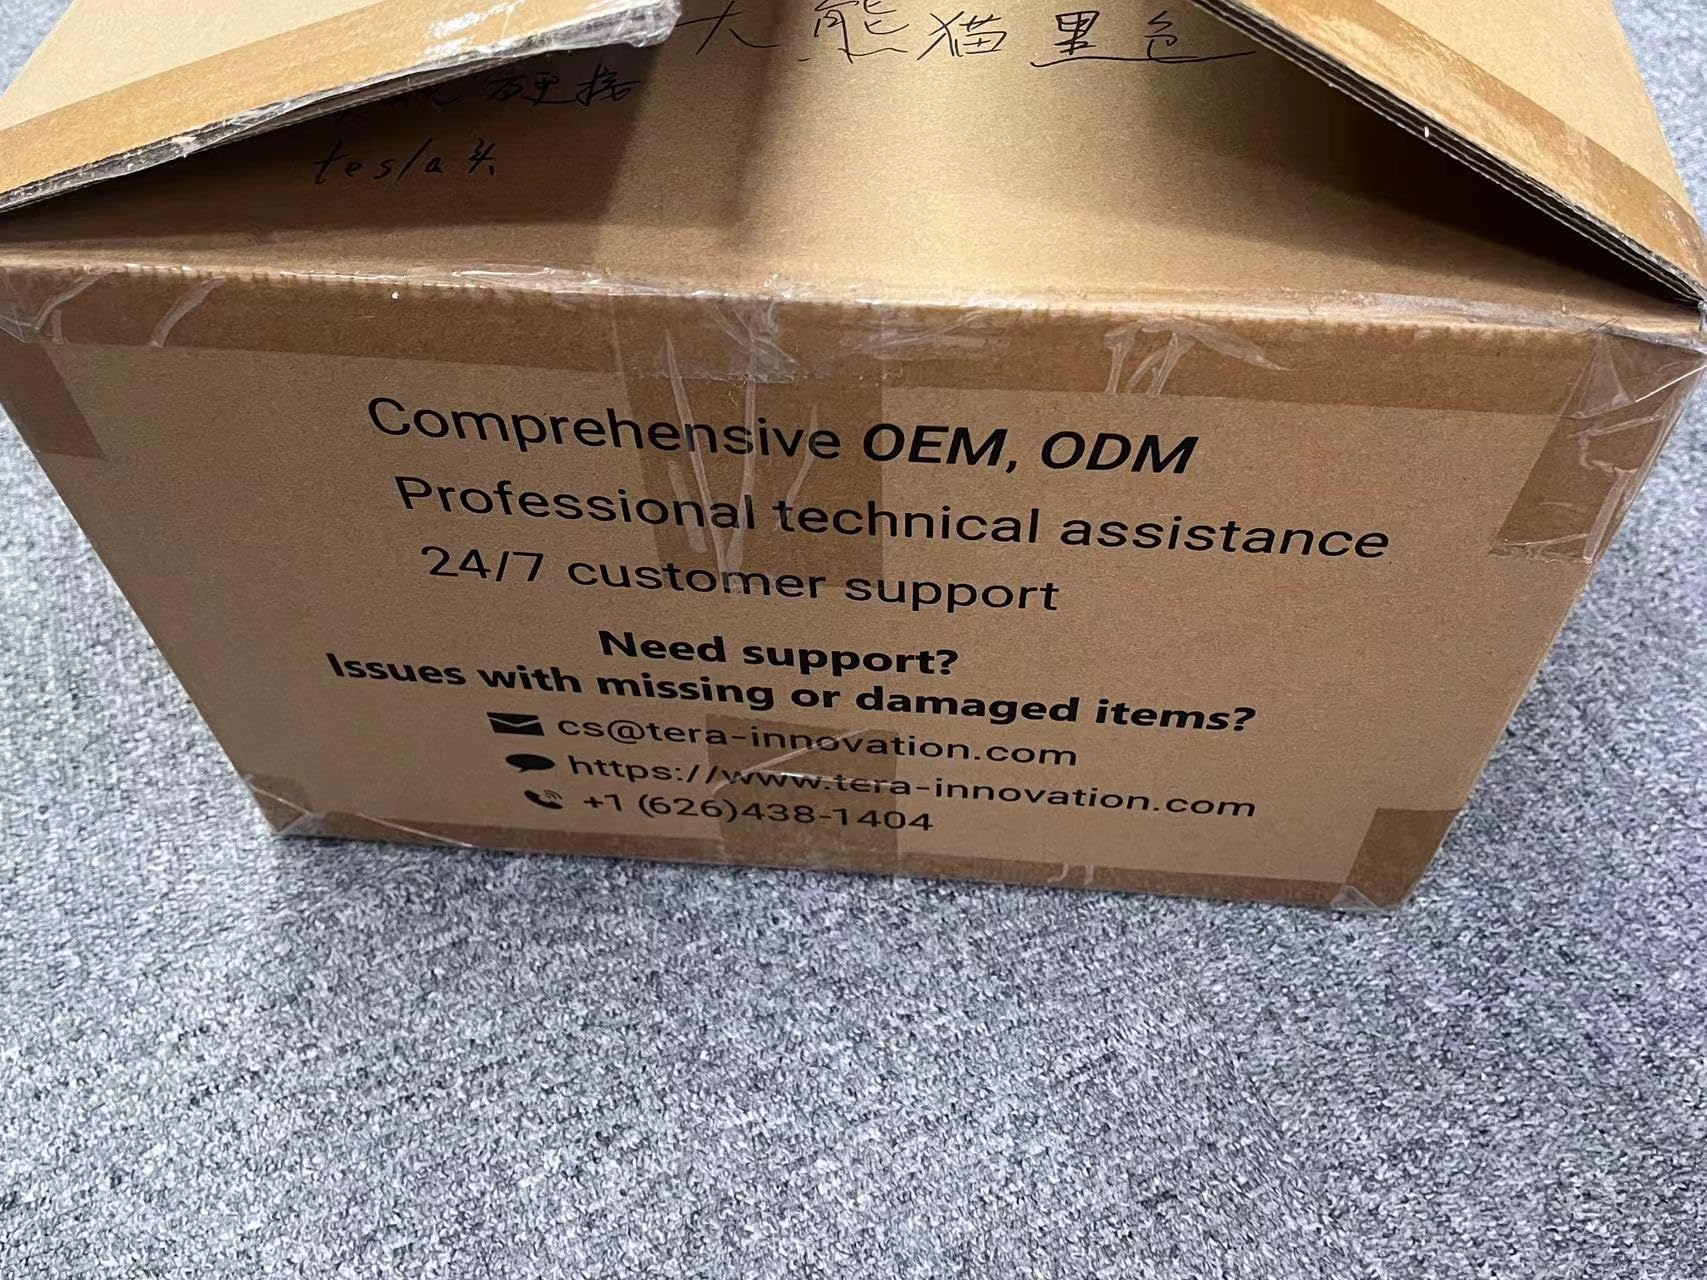 大熊猫黑色
硬接
tesla头
Comprehensive OEM, ODM
Professional technical assistance
24/7 customer support
Need support?
Issues with missing or damaged items?
cs@tera-innovation.com
https://www.tera-innovation.com
+1 (626)438-1404